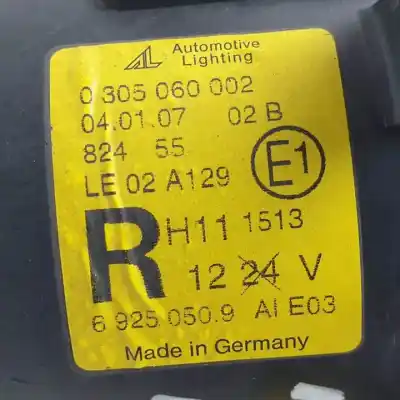 AL Automotive
Lighting
0 305 060 002
04.01.07 02 B
824 55
LE 02 A129 E1
R H11 1513
12 24 V
6 925 050.9 AI E03
Made in Germany